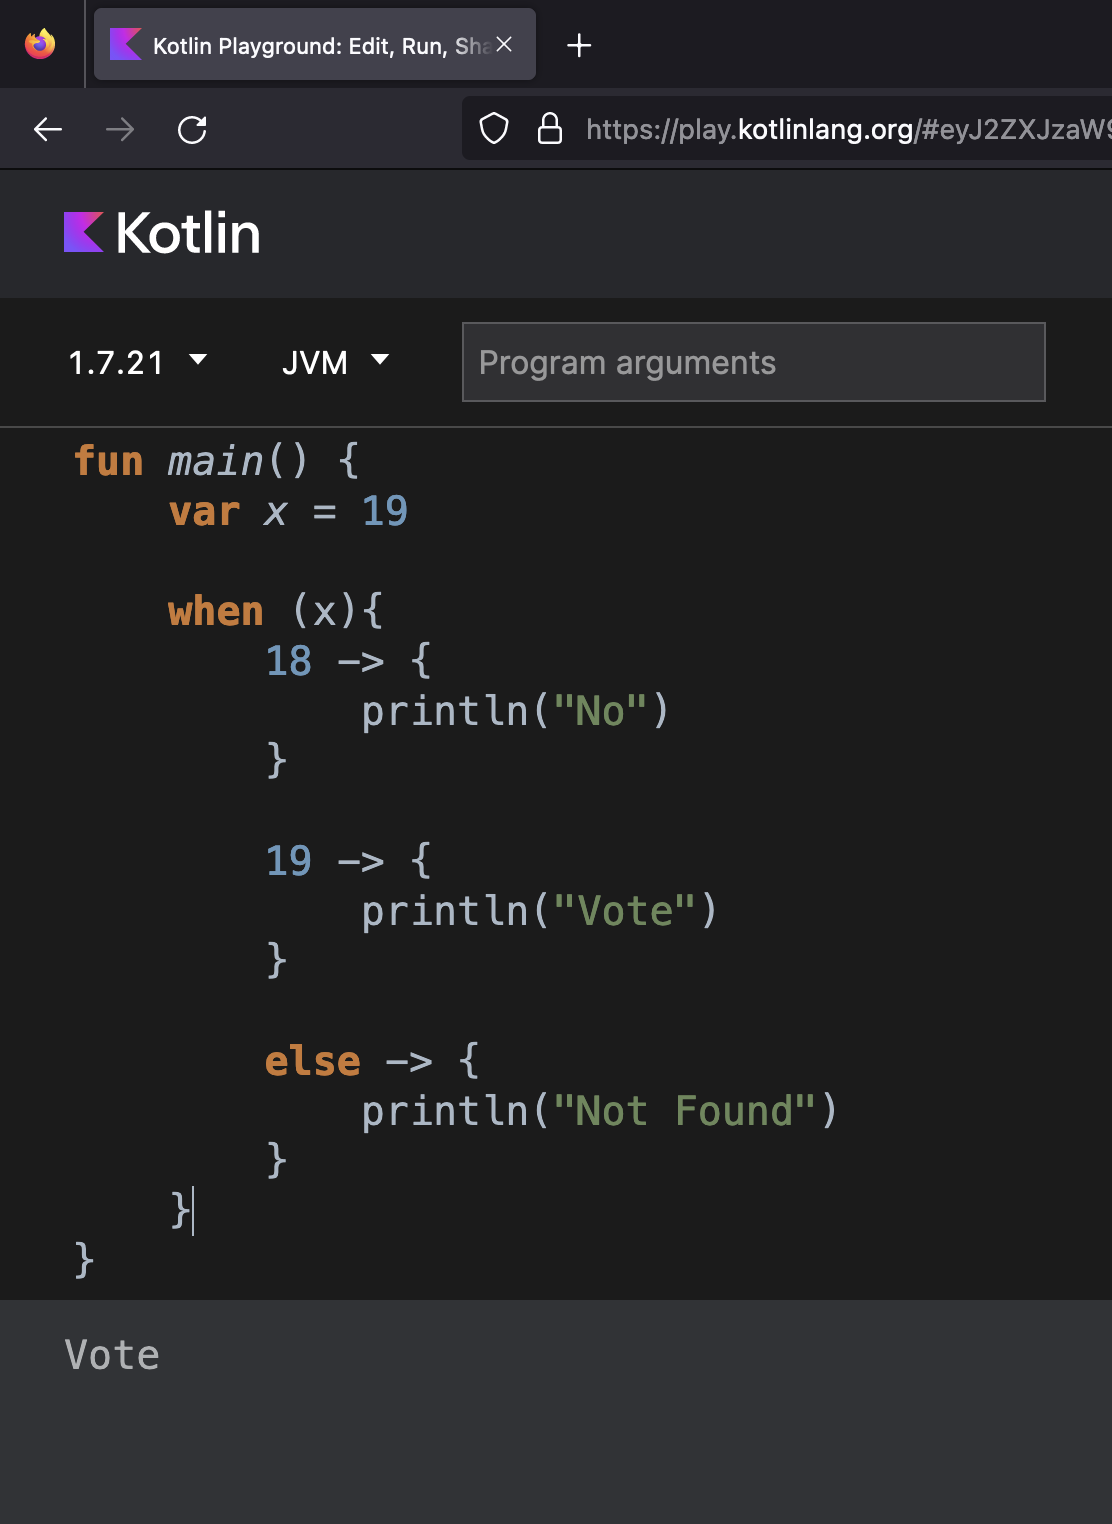 Kotlin Playground: Edit, Run, Sha
https://play.kotlinlang.org/#eyJ2ZXJzaW9
Kotlin
1.7.21 JVM Program arguments
fun main() {
    var x = 19

    when (x){
        18 -> {
            println("No")
        }

        19 -> {
            println("Vote")
        }

        else -> {
            println("Not Found")
        }
    }
}
Vote